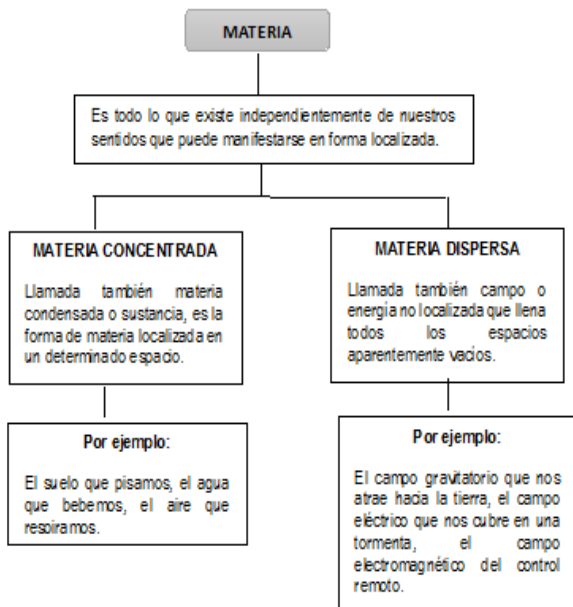 MATERIA
Es todo lo que existe independientemente de nuestros
sentidos que puede manifestarse en forma localizada.
MATERIA CONCENTRADA
Llamada también materia
condensada o sustancia, es la
forma de materia localizada en
un determinado espacio.
MATERIA DISPERSA
Llamada también campo o
energía no localizada que llena
todos los espacios
aparentemente vacíos.
Por ejemplo:
El suelo que pisamos, el agua
que bebemos, el aire que
resoiramos.
Por ejemplo:
El campo gravitatorio que nos
atrae hacia la tierra, el campo
eléctrico que nos cubre en una
tormenta, el campo
electromagnético del control
remoto.